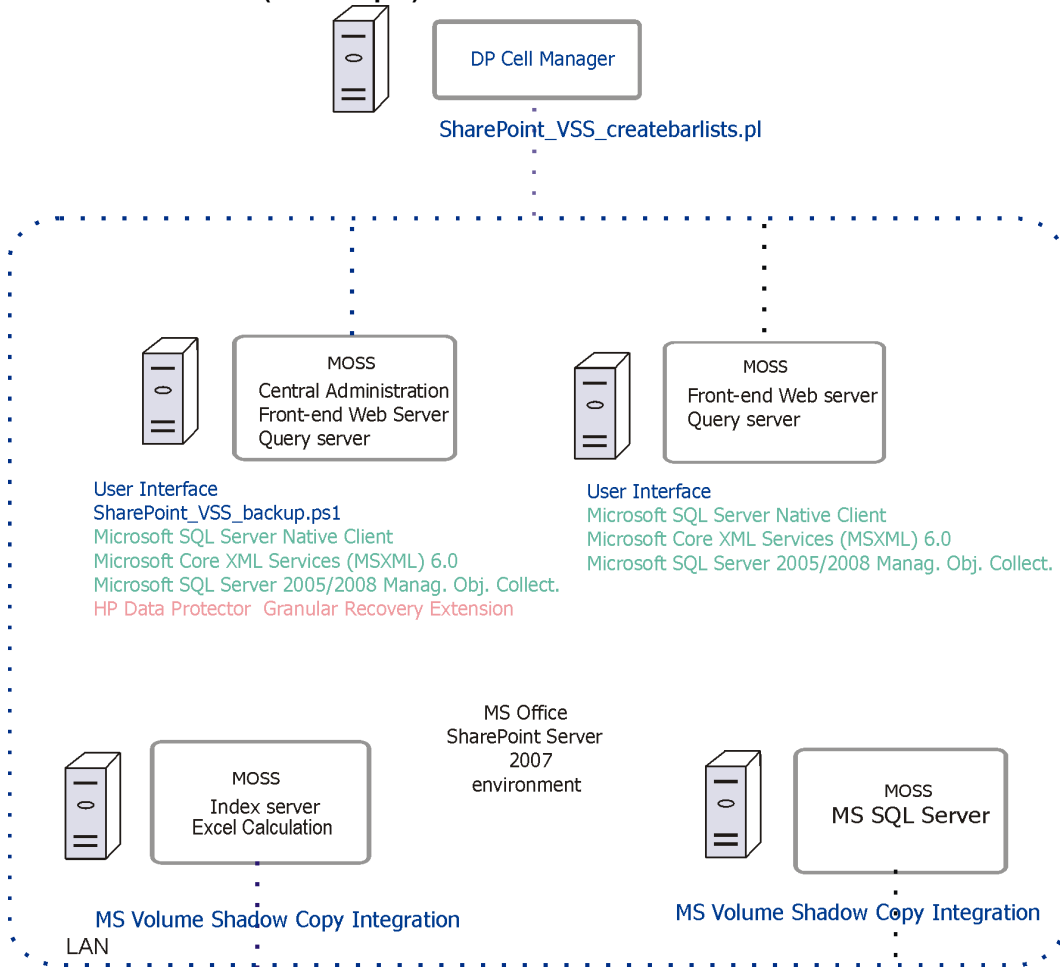 DP Cell Manager
SharePoint_VSS_createbarlists.pl
MOSS
Central Administration
Front-end Web Server
Query server
MOSS
Front-end Web server
Query server
User Interface
SharePoint_VSS_backup.ps1
Microsoft SQL Server Native Client
Microsoft Core XML Services (MSXML) 6.0
Microsoft SQL Server 2005/2008 Manag. Obj. Collect.
HP Data Protector Granular Recovery Extension
User Interface
Microsoft SQL Server Native Client
Microsoft Core XML Services (MSXML) 6.0
Microsoft SQL Server 2005/2008 Manag. Obj. Collect.
MS Office
SharePoint Server
2007
environment
MOSS
Index server
Excel Calculation
MOSS
MS SQL Server
MS Volume Shadow Copy Integration
MS Volume Shadow Copy Integration
LAN